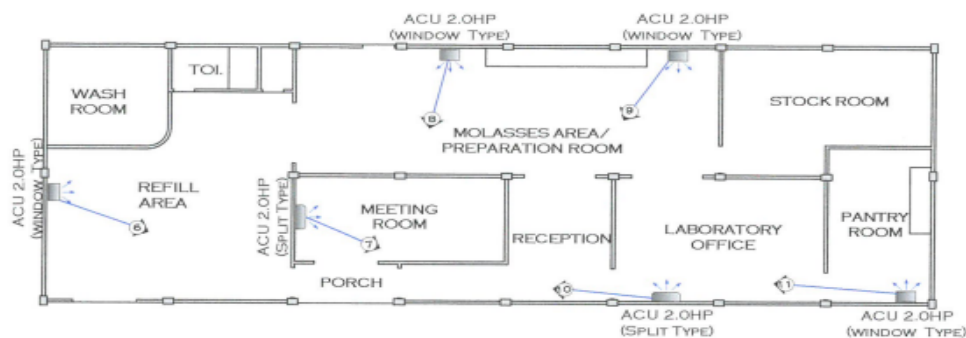 ACU 2.0HP
(WINDOW TYPE)
ACU 2.0HP
(WINDOW TYPE)
TOI.
WASH
ROOM
STOCK ROOM
8
9
MOLASSES AREA/
PREPARATION ROOM
ACU 2.0HP
(WINDOW TYPE)
REFILL
AREA
6
ACU 2.0HP
(SPLIT TYPE)
MEETING
ROOM
7
RECEPTION
LABORATORY
OFFICE
PANTRY
ROOM
PORCH
10
11
ACU 2.0HP
(SPLIT TYPE)
ACU 2.0HP
(WINDOW TYPE)